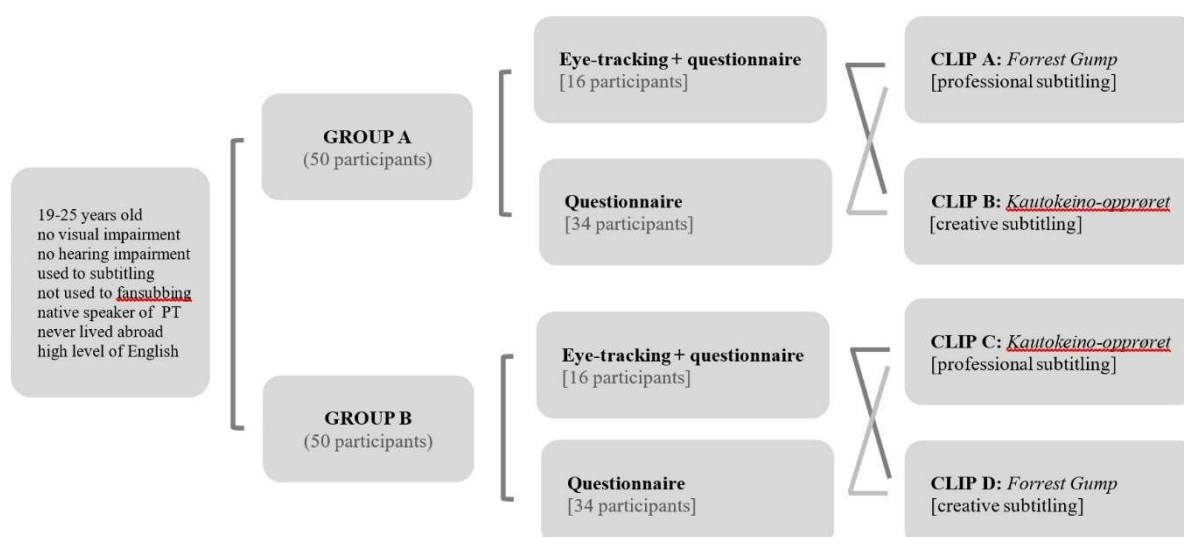 19-25 years old
no visual impairment
no hearing impairment
used to subtitling
not used to fansubbing
native speaker of PT
never lived abroad
high level of English
GROUP A
(50 participants)
Eye-tracking + questionnaire
[16 participants]
Questionnaire
[34 participants]
CLIP A: Forrest Gump
[professional subtitling]
CLIP B: Kautokeino-opprøret
[creative subtitling]
GROUP B
(50 participants)
Eye-tracking + questionnaire
[16 participants]
Questionnaire
[34 participants]
CLIP C: Kautokeino-opprøret
[professional subtitling]
CLIP D: Forrest Gump
[creative subtitling]